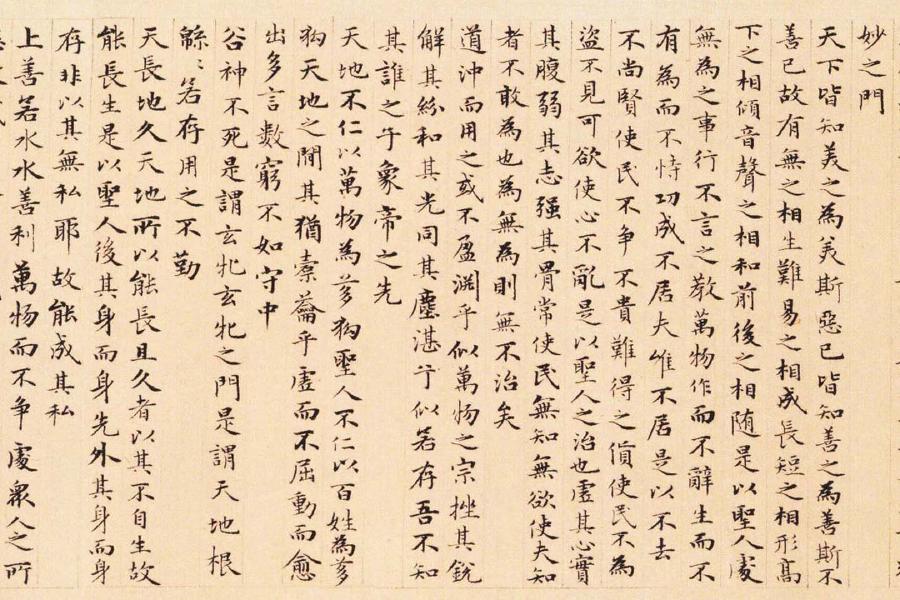 妙之門
天下皆知美之為美斯惡已皆知善之為善斯不
善已故有無之相生難易之相成長短之相形高
下之相傾音聲之相和前後之相随是以聖人處
無為之事行不言之教萬物作而不辭生而不
有為而不恃功成不居夫惟不居是以不去
不尚賢使民不争不貴難得之貨使民不為
盜不見可欲使心不亂是以聖人之治也虛其心實
其腹弱其志强其骨常使民無知無欲使夫知
者不敢為也為無為則無不治矣
道沖而用之或不盈淵乎似萬物之宗挫其銳
解其紛和其光同其塵湛兮似若存吾不知
其誰之子象帝之先
天地不仁以萬物為芻狗聖人不仁以百姓為芻
狗天地之間其猶橐籥乎虛而不屈動而愈
出多言數窮不如守中
谷神不死是謂玄牝玄牝之門是謂天地根
緜〻若存用之不勤
天長地久天地所以能長且久者以其不自生故
能長生是以聖人後其身而身先外其身而身
存非以其無私耶故能成其私
上善若水水善利萬物而不争處衆人之所